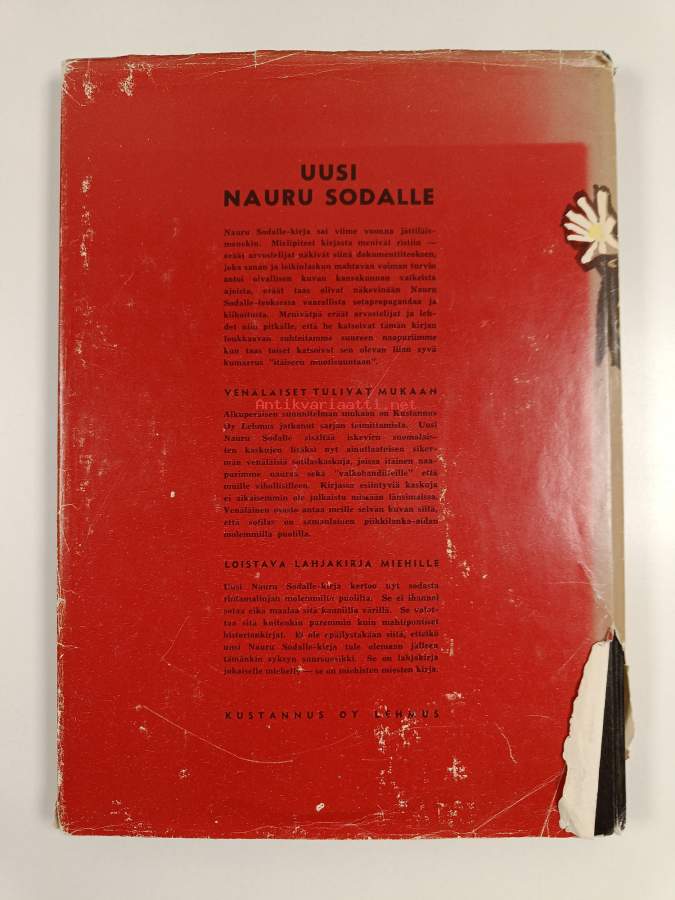 UUSI
NAURU SODALLE
Nauru Sodalle-kirja sai viime vuonna jättiläis-
menekin. Mielipiteet kirjasta menivät ristiin —
eräät arvostelijat näkivät siinä dokumenttiteoksen,
joka sanan ja leikinlaskun mahtavan voiman turvin
antoi oivallisen kuvan kansakunnan vaikeista
ajoista, eräät taas olivat näkevinään Nauru
Sodalle-teoksessa vaarallista sotapropagandaa ja
kiihoitusta. Menivätpä eräät arvostelijat ja leh-
det niin pitkälle, että he katsoivat tämän kirjan
loukkaavan suhteitamme suureen naapuriimme
kun taas toiset katsoivat sen olevan liian syvä
kumarrus "itäiseen muotisuuntaan".
VENÄLÄISET TULIVAT MUKAAN
Antikvariaatti.net
Alkuperäisen suunnitelman mukaan on Kustannus
Oy Lehmus jatkanut sarjan toimittamista. Uusi
Nauru Sodalle sisältää iskevien suomalais-
ten kaskujen lisäksi nyt ainutlaatuisen siker-
män venäläisiä sotilaskaskuja, joissa itäinen naa-
purimme nauraa sekä "valkobandiiteille" että
muille vihollisilleen. Kirjassa esiintyviä kaskuja
ei aikaisemmin ole julkaistu missään länsimaissa.
Venäläinen osasto antaa meille selvän kuvan siitä,
että sotilas on samanlainen piikkilanka-aidan
molemmilla puolilla.
LOISTAVA LAHJAKIRJA MIEHILLE
Uusi Nauru Sodalle-kirja kertoo nyt sodasta
rintamalinjan molemmilta puolilta. Se ei ihannoi
sotaa eikä maalaa sitä kauniilla värillä. Se valot-
taa sitä kuitenkin paremmin kuin mahtipontiset
historiankirjat. Ei ole epäilystäkään siitä, etteikö
uusi Nauru Sodalle-kirja tule olemaan jälleen
tämänkin syksyn suursuosikki. Se on lahjakirja
jokaiselle miehelle — se on miehisten miesten kirja.
KUSTANNUS OY LEHMUS